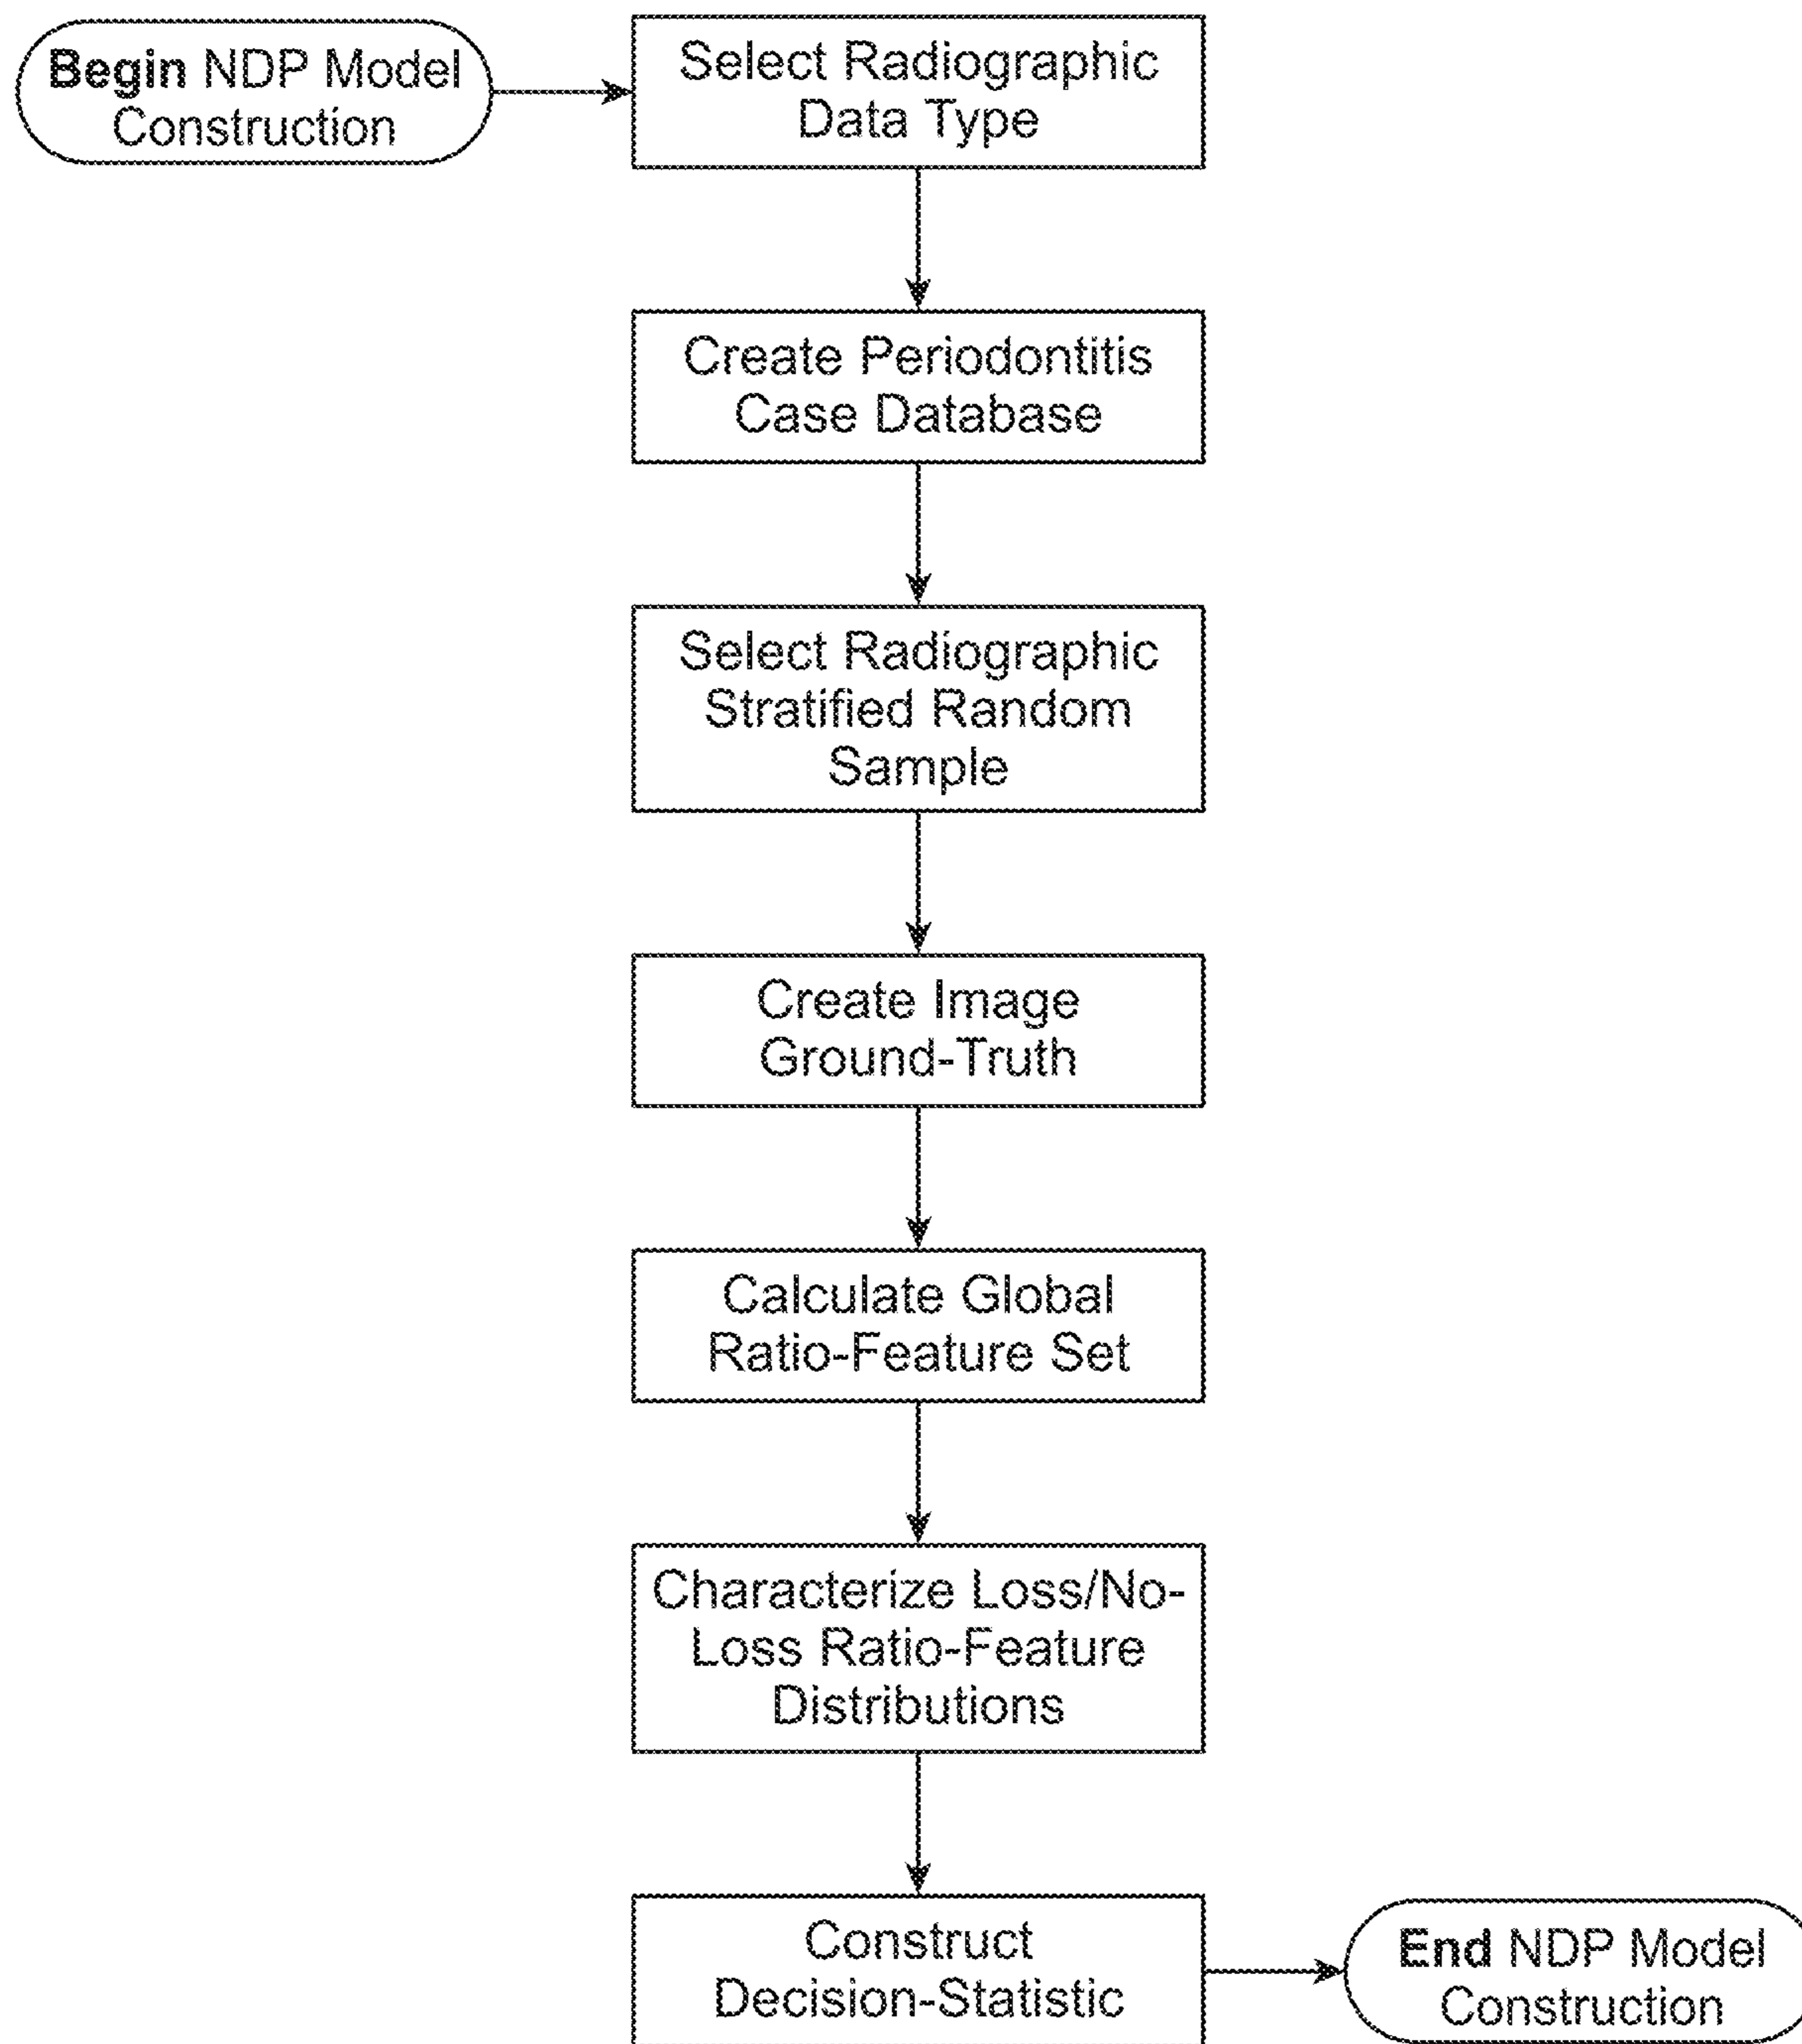 Begin NDP Model
Construction
Select Radiographic
Data Type
Create Periodontitis
Case Database
Select Radiographic
Stratified Random
Sample
Create Image
Ground-Truth
Calculate Global
Ratio-Feature Set
Characterize Loss/No-
Loss Ratio-Feature
Distributions
Construct
Decision-Statistic
End NDP Model
Construction